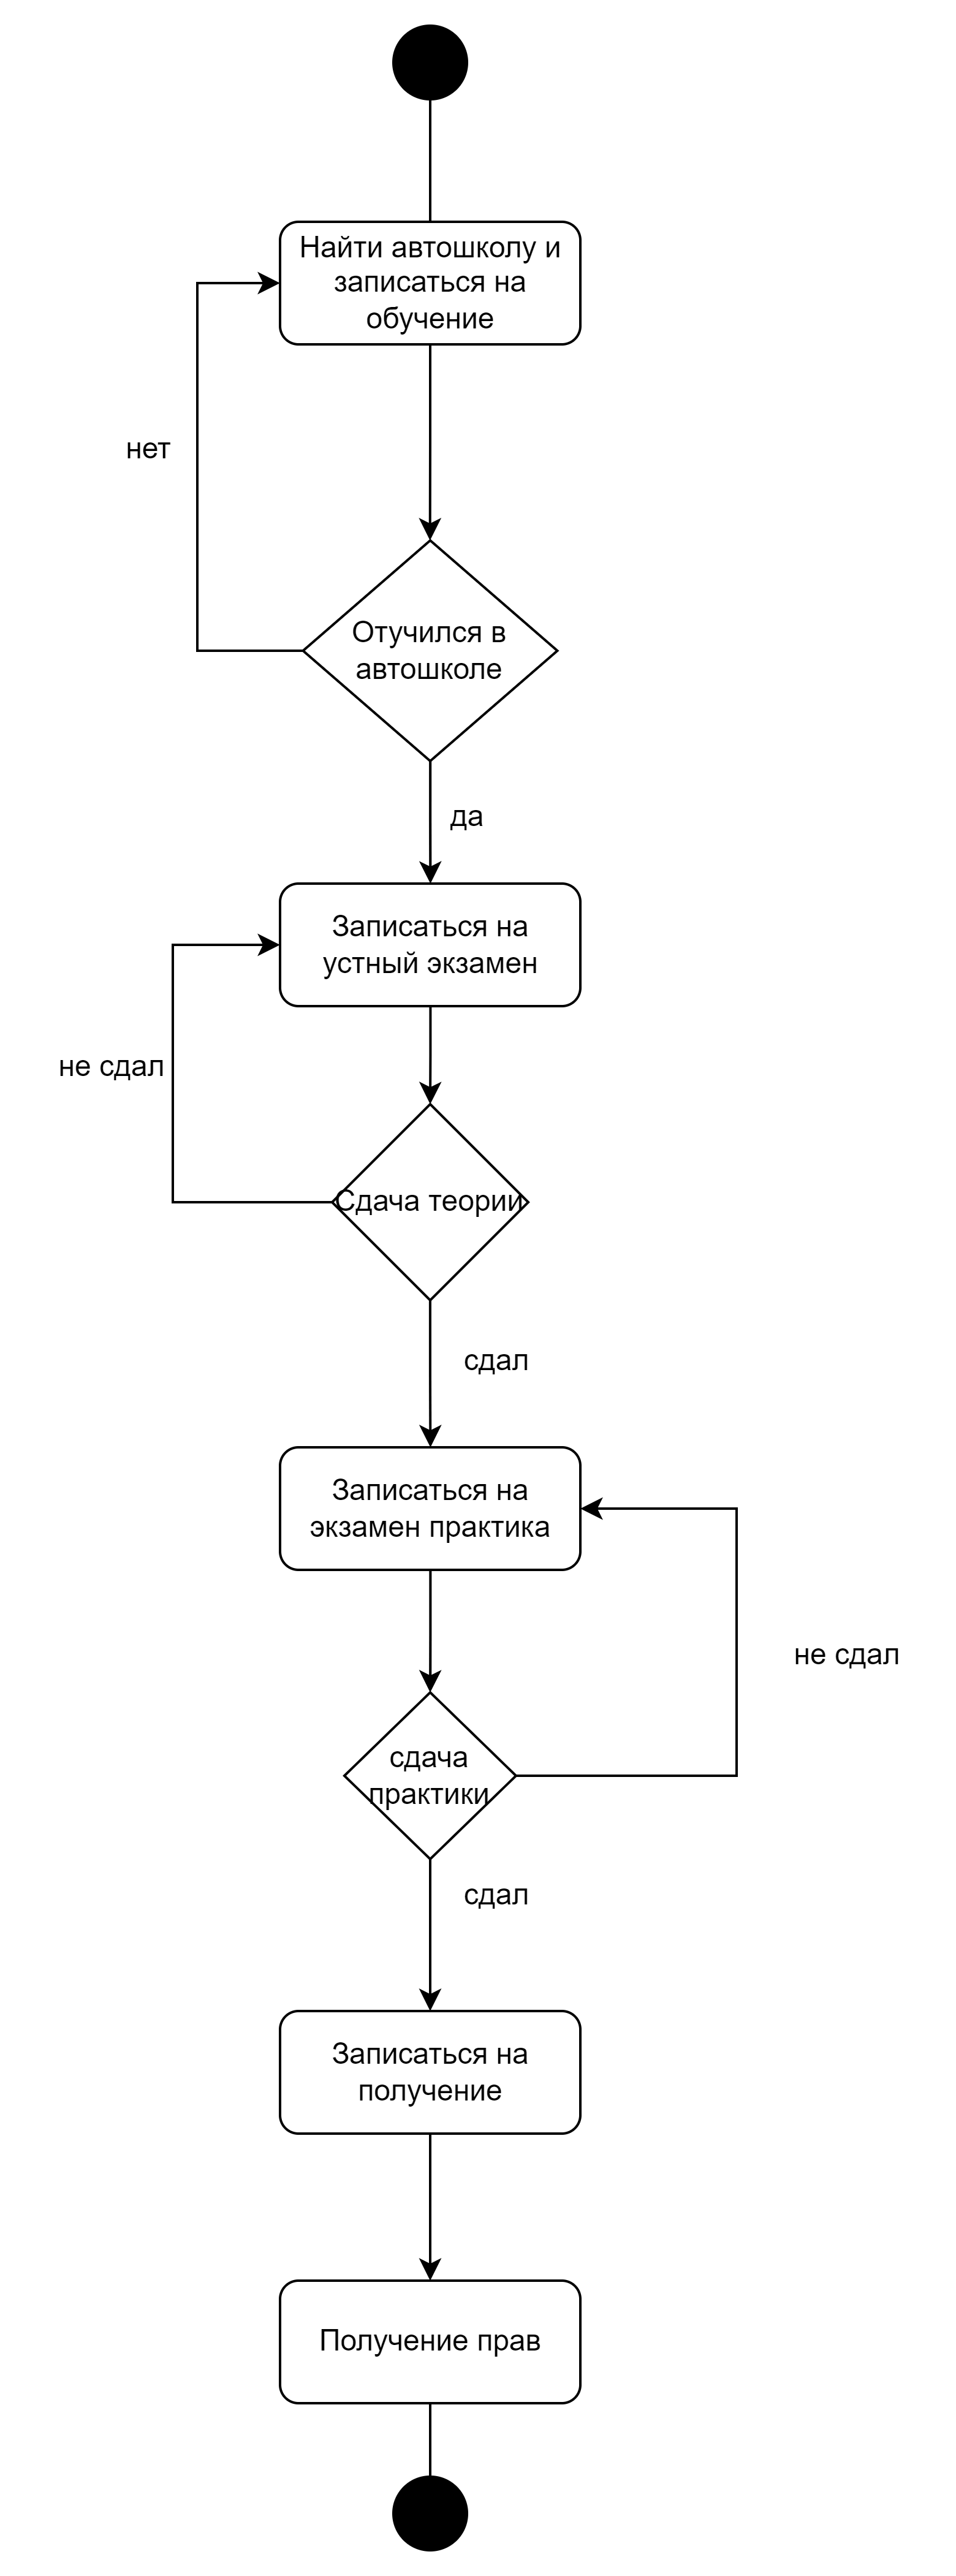 Найти автошколу и
записаться на
обучение
нет
Отучился в
автошколе
да
Записаться на
устный экзамен
не сдал
Сдача теории
сдал
Записаться на
экзамен практика
не сдал
сдача
практики
сдал
Записаться на
получение
Получение прав